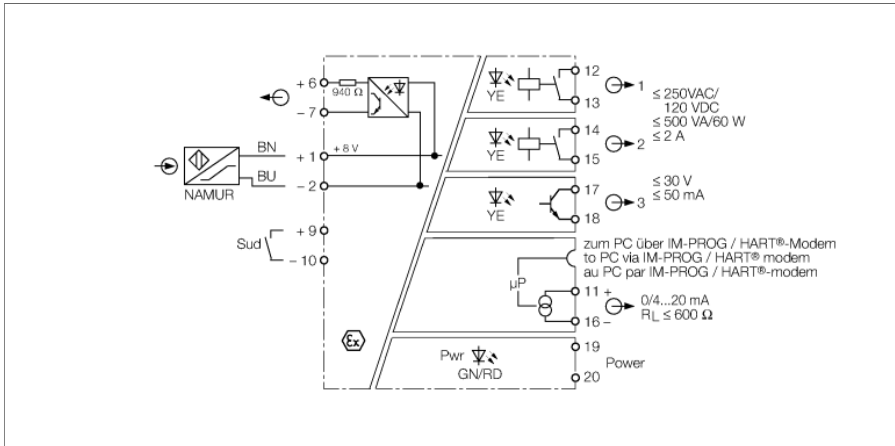 + 6
940 Ω
- 7
BN
+ 1
+ 8 V
BU
- 2
NAMUR
+ 9
Sud
- 10
Ex
YE
12
13
1
≤ 250VAC/
120 VDC
≤ 500 VA/60 W
≤ 2 A
YE
14
15
2
YE
17
18
3
≤ 30 V
≤ 50 mA
zum PC über IM-PROG / HART®-Modem
to PC via IM-PROG / HART® modem
au PC par IM-PROG / HART®-modem
µP
11 +
16 –
0/4...20 mA
RL ≤ 600 Ω
Pwr
GN/RD
19
20
Power